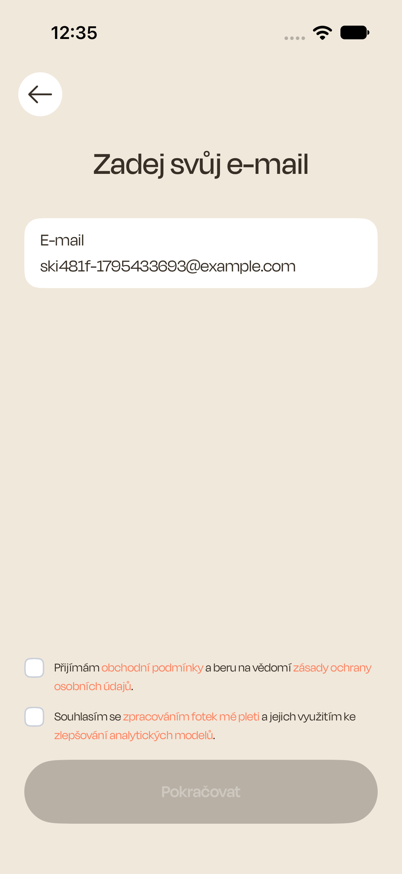 12:35
Zadej svůj e-mail
E-mail
ski481f-1795433693@example.com
Přijímám obchodní podmínky a beru na vědomí zásady ochrany
osobních údajů.
Souhlasím se zpracováním fotek mé pleti a jejich využitím ke
zlepšování analytických modelů.
Pokračovat